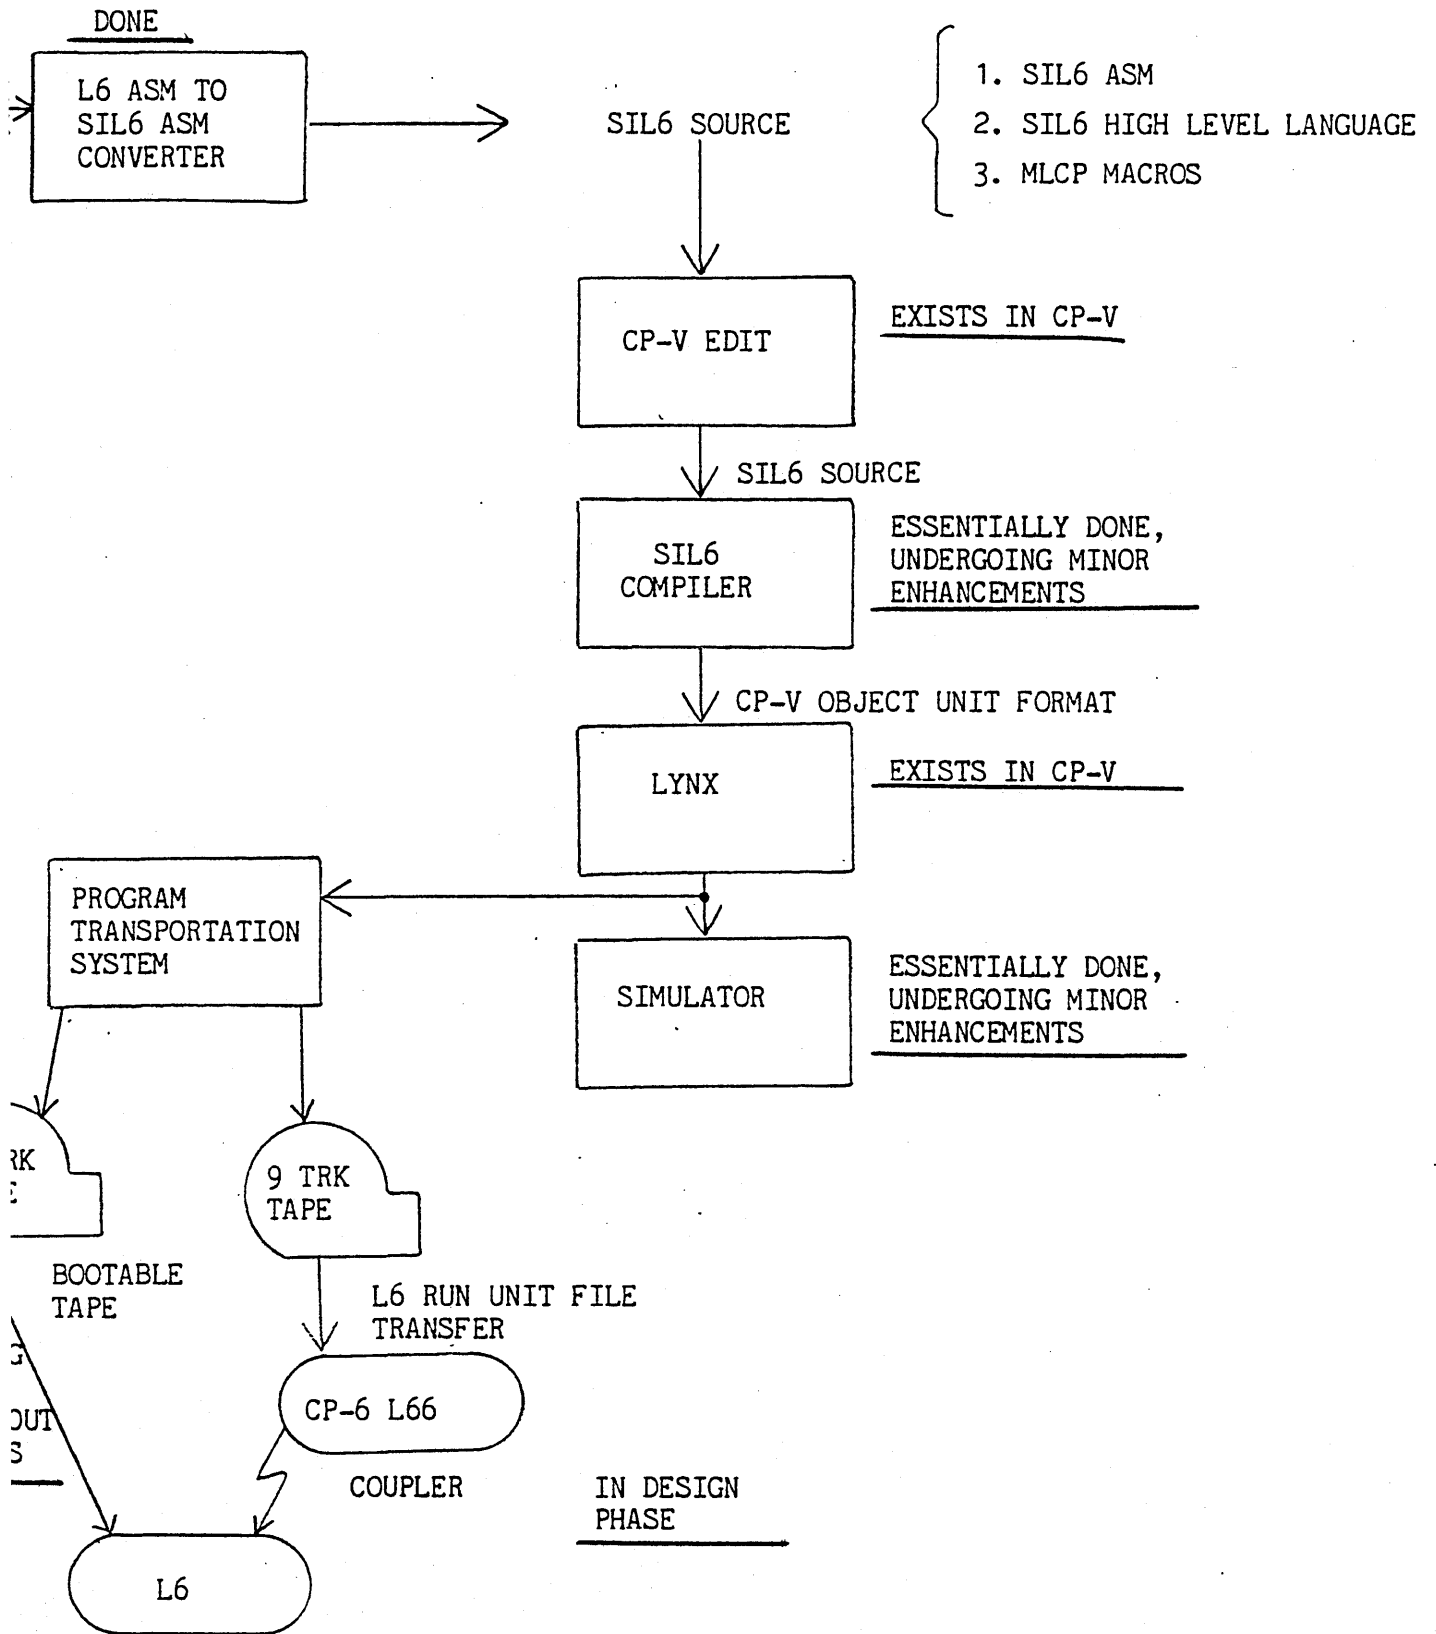 DONE
L6 ASM TO
SIL6 ASM
CONVERTER
SIL6 SOURCE
1. SIL6 ASM
2. SIL6 HIGH LEVEL LANGUAGE
3. MLCP MACROS
CP-V EDIT
EXISTS IN CP-V
SIL6 SOURCE
SIL6
COMPILER
ESSENTIALLY DONE,
UNDERGOING MINOR
ENHANCEMENTS
CP-V OBJECT UNIT FORMAT
LYNX
EXISTS IN CP-V
PROGRAM
TRANSPORTATION
SYSTEM
SIMULATOR
ESSENTIALLY DONE,
UNDERGOING MINOR
ENHANCEMENTS
9 TRK
TAPE
BOOTABLE
TAPE
L6 RUN UNIT FILE
TRANSFER
CP-6 L66
COUPLER
IN DESIGN
PHASE
L6